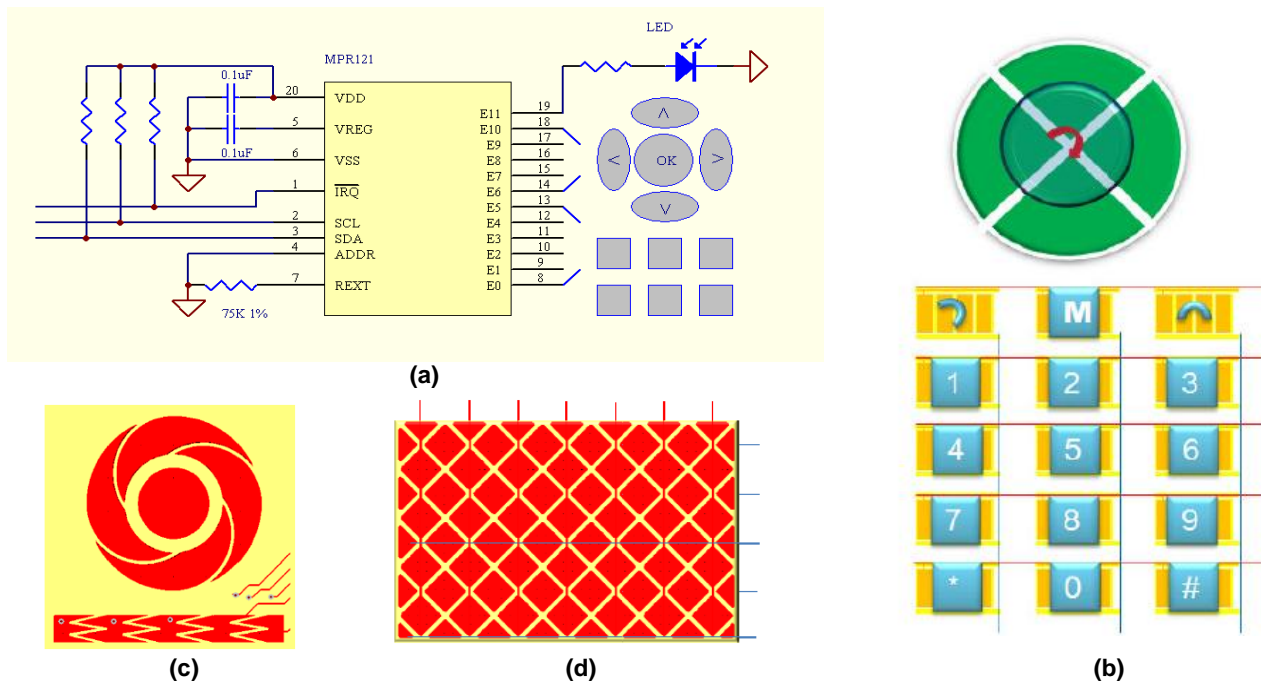 LED
MPR121
0.1uF
20 VDD
E11 19
5 VREG
E10 18
0.1uF
E9 17
6 VSS
E8 16
E7 15
1 IRQ
E6 14
E5 13
2 SCL
E4 12
3 SDA
E3 11
4 ADDR
E2 10
E1 9
7 REXT
E0 8
75K 1%
^
< OK >
v
(a)
M
1 2 3
4 5 6
7 8 9
* 0 #
(c) (d) (b)